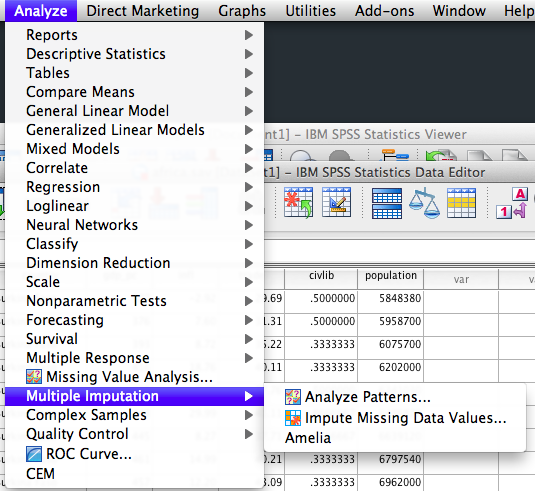 Analyze Direct Marketing Graphs Utilities Add-ons Window Help
Reports
Descriptive Statistics
Tables
Compare Means
General Linear Model
Generalized Linear Models
Mixed Models
Correlate
Regression
Loglinear
Neural Networks
Classify
Dimension Reduction
Scale
Nonparametric Tests
Forecasting
Survival
Multiple Response
Missing Value Analysis...
Multiple Imputation
Complex Samples
Quality Control
ROC Curve...
CEM
Analyze Patterns...
Impute Missing Data Values...
Amelia
nt1] – IBM SPSS Statistics Viewer
nt1] – IBM SPSS Statistics Data Editor
A
1
civlib population var
9.69 .5000000 5848380
1.31 .5000000 5958700
5.22 .3333333 6075700
0.11 .3333333 6202000
0.21 .3333333 6797540
3.09 .3333333 6962000